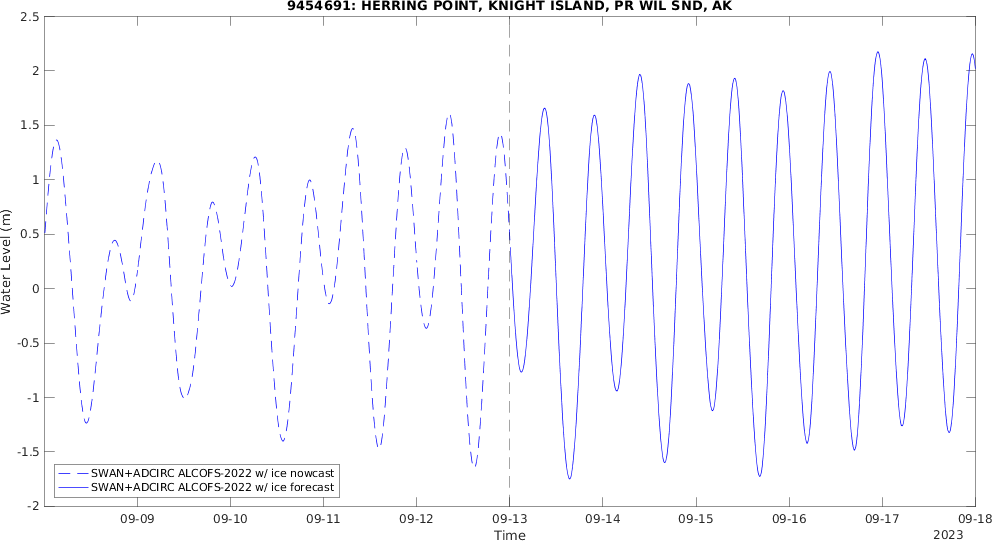 9454691: HERRING POINT, KNIGHT ISLAND, PR WIL SND, AK
Water Level (m)
2.5
2
1.5
1
0.5
0
-0.5
-1
-1.5
-2
SWAN+ADCIRC ALCOFS-2022 w/ ice nowcast
SWAN+ADCIRC ALCOFS-2022 w/ ice forecast
09-09 09-10 09-11 09-12 09-13 09-14 09-15 09-16 09-17 09-18
Time
2023